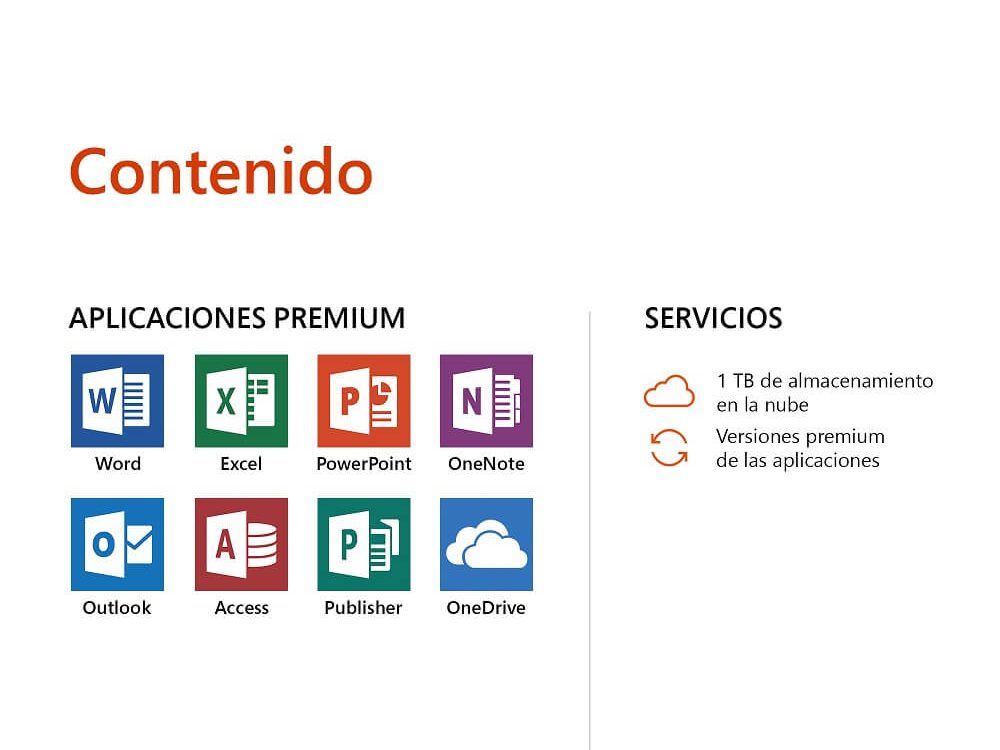 Contenido
APLICACIONES PREMIUM
W
X
P
N
Word
Excel
PowerPoint
OneNote
O
A
P
Outlook
Access
Publisher
OneDrive
SERVICIOS
1 TB de almacenamiento
en la nube
Versiones premium
de las aplicaciones